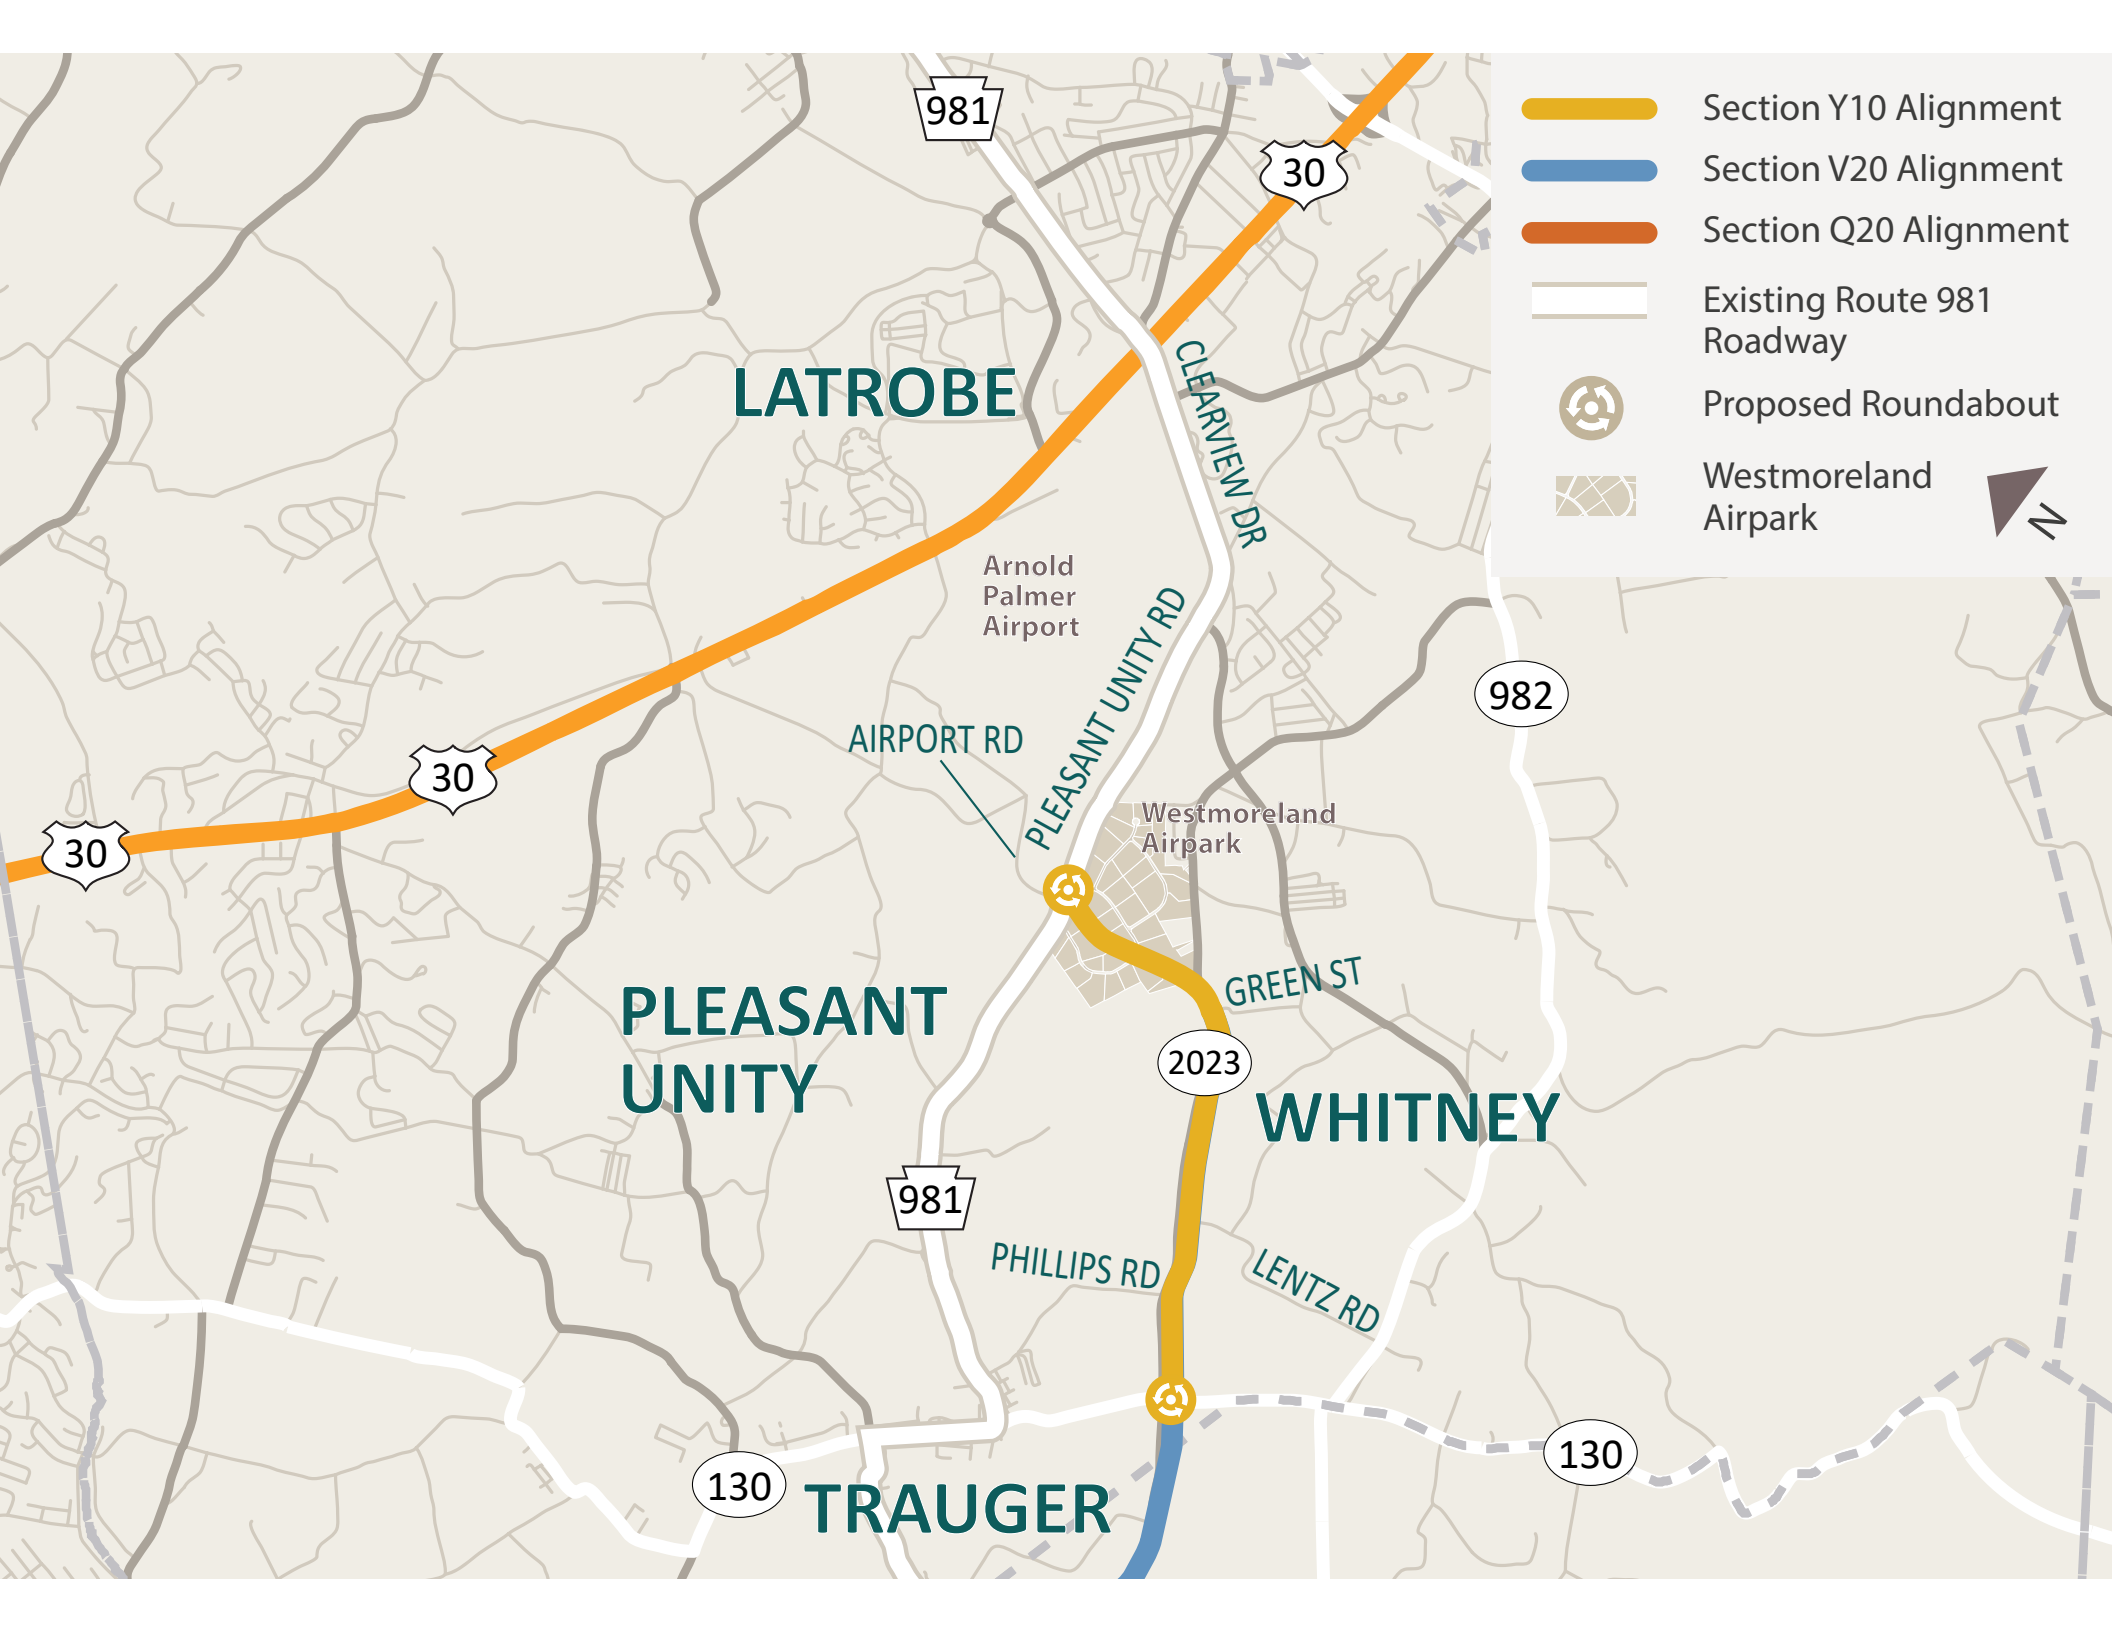 981
30
Section Y10 Alignment
Section V20 Alignment
Section Q20 Alignment
Existing Route 981
Roadway
Proposed Roundabout
Westmoreland
Airpark
N
LATROBE
CLEARVIEW DR
Arnold
Palmer
Airport
PLEASANT UNITY RD
982
AIRPORT RD
30
30
Westmoreland
Airpark
GREEN ST
PLEASANT
UNITY
2023
WHITNEY
981
PHILLIPS RD
LENTZ RD
130
130
TRAUGER